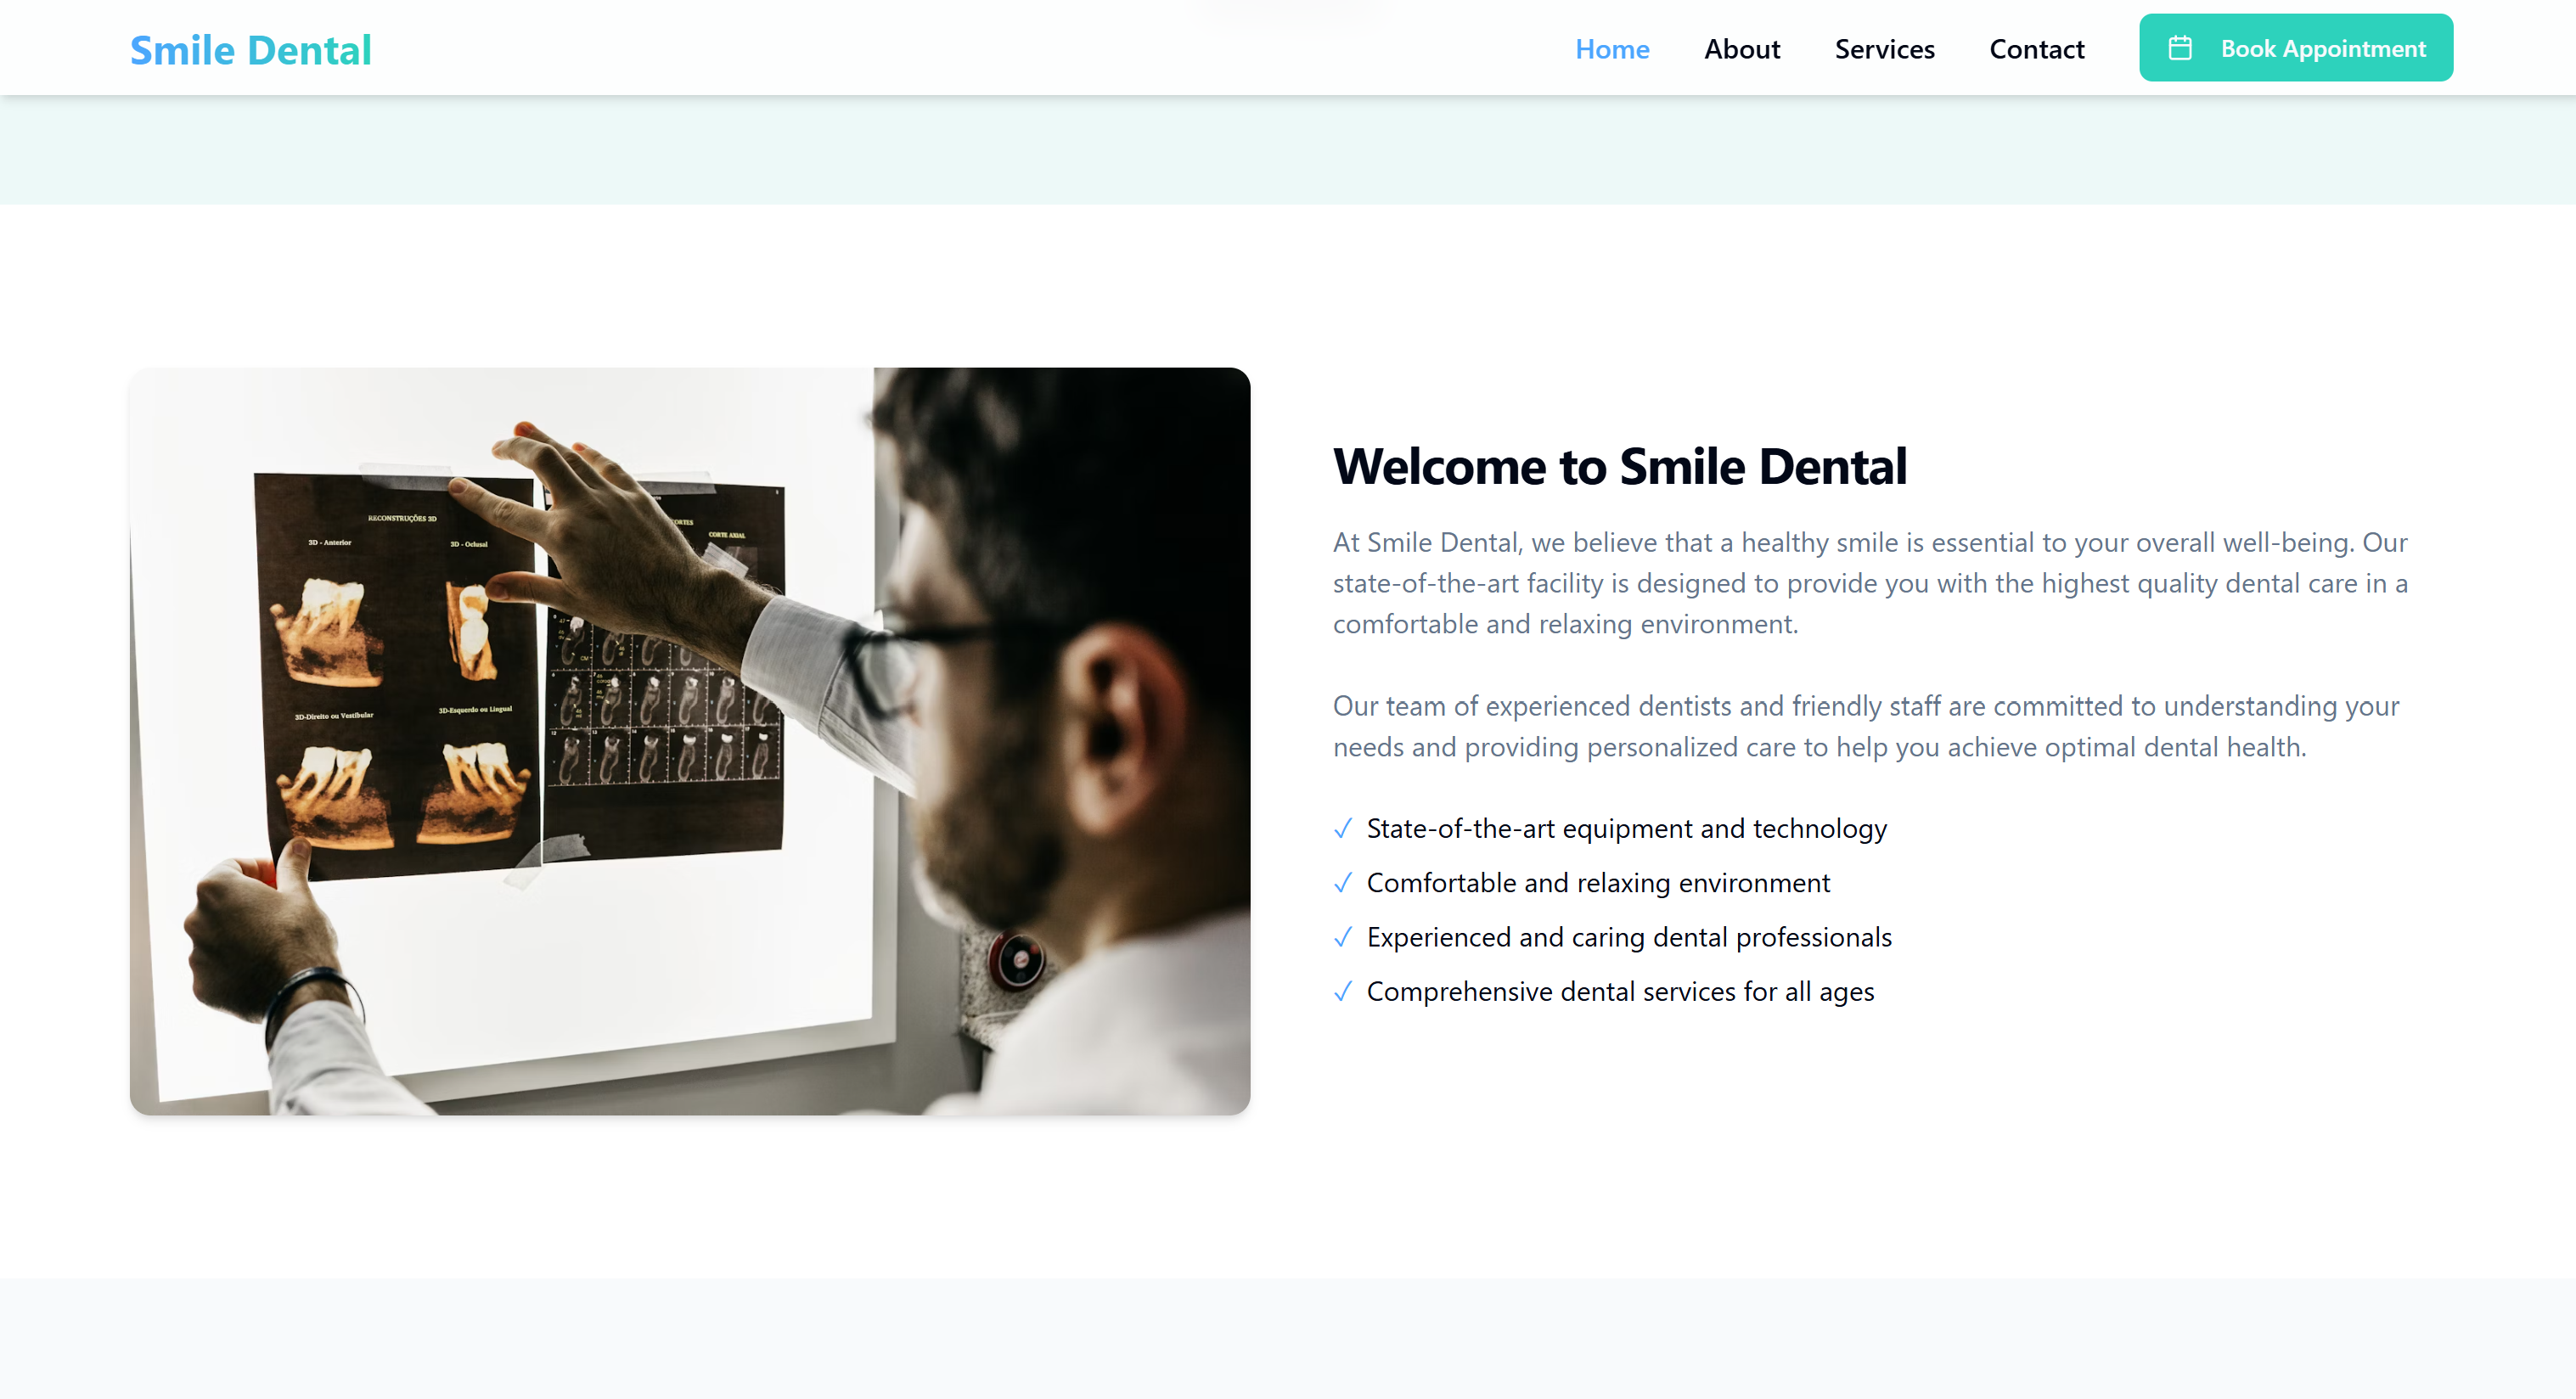 Smile Dental
Home
About
Services
Contact
Book Appointment
RECONSTRUÇÕES 3D
3D - Anterior
3D - Oclusal
3D-Direito ou Vestibular
3D-Esquerdo ou Lingual
CORTES
CORTE AXIAL
Welcome to Smile Dental
At Smile Dental, we believe that a healthy smile is essential to your overall well-being. Our
state-of-the-art facility is designed to provide you with the highest quality dental care in a
comfortable and relaxing environment.
Our team of experienced dentists and friendly staff are committed to understanding your
needs and providing personalized care to help you achieve optimal dental health.
✓ State-of-the-art equipment and technology
✓ Comfortable and relaxing environment
✓ Experienced and caring dental professionals
✓ Comprehensive dental services for all ages